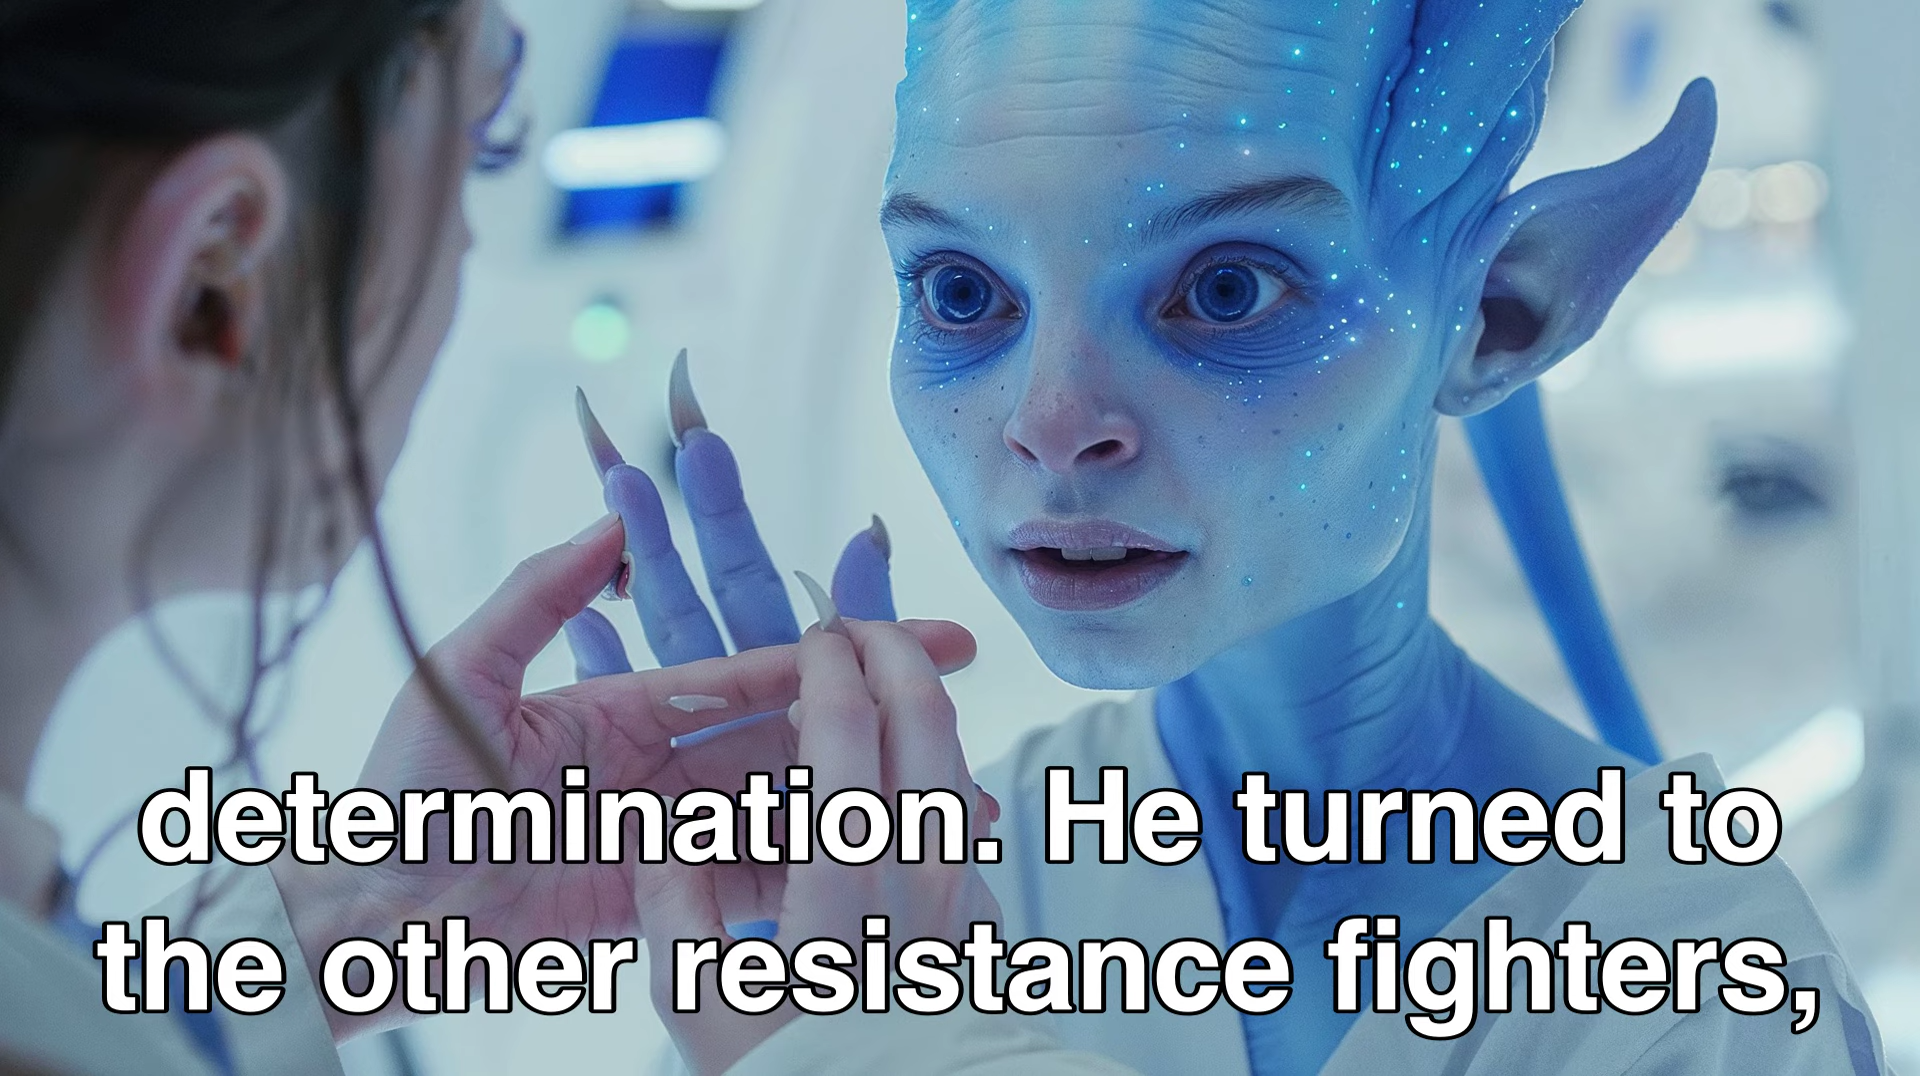 determination. He turned to
the other resistance fighters,